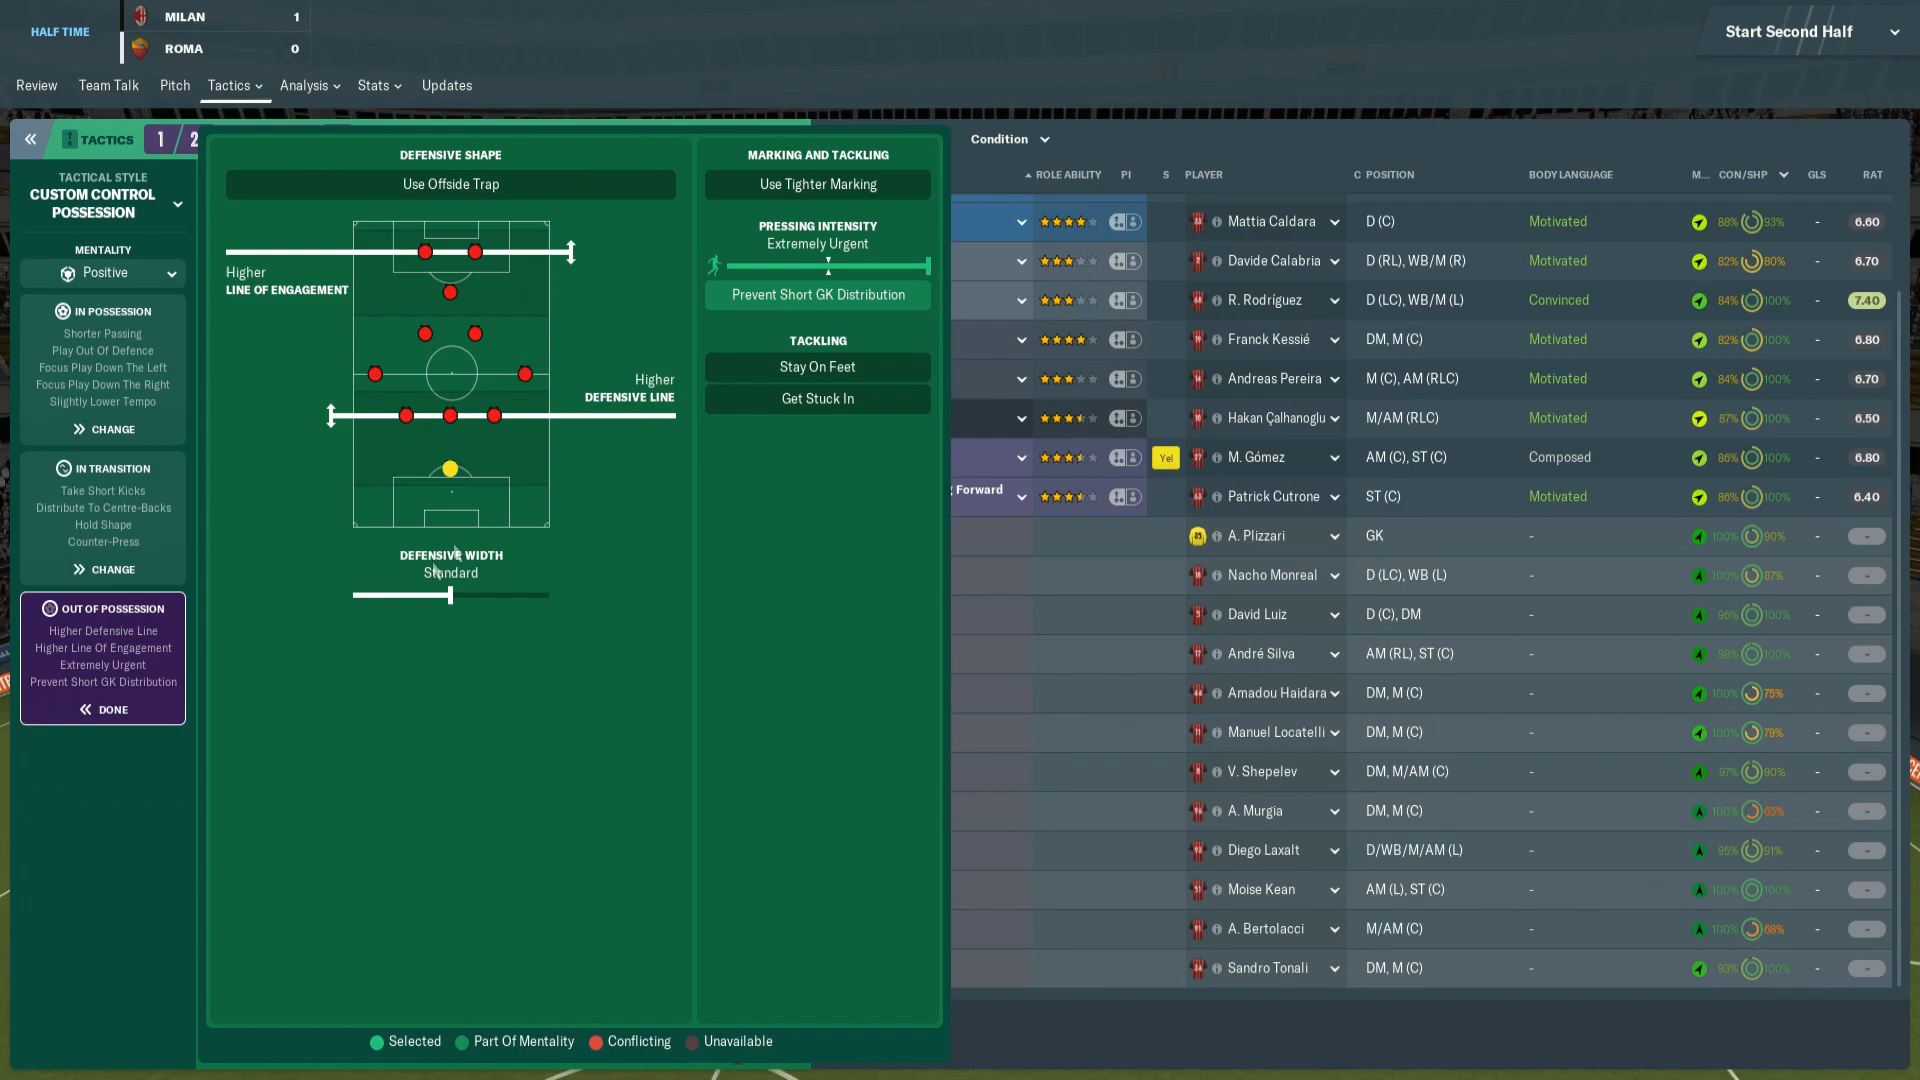 HALF TIME
MILAN 1
ROMA 0
Start Second Half
Review Team Talk Pitch Tactics Analysis Stats Updates
TACTICS 1 2
TACTICAL STYLE
CUSTOM CONTROL
POSSESSION
MENTALITY
Positive
IN POSSESSION
Shorter Passing
Play Out Of Defence
Focus Play Down The Left
Focus Play Down The Right
Slightly Lower Tempo
CHANGE
IN TRANSITION
Take Short Kicks
Distribute To Centre-Backs
Hold Shape
Counter-Press
CHANGE
OUT OF POSSESSION
Higher Defensive Line
Higher Line Of Engagement
Extremely Urgent
Prevent Short GK Distribution
DONE
DEFENSIVE SHAPE
Use Offside Trap
Higher
LINE OF ENGAGEMENT
Higher
DEFENSIVE LINE
DEFENSIVE WIDTH
Standard
MARKING AND TACKLING
Use Tighter Marking
PRESSING INTENSITY
Extremely Urgent
Prevent Short GK Distribution
TACKLING
Stay On Feet
Get Stuck In
Selected Part Of Mentality Conflicting Unavailable
Condition
ROLE ABILITY PI S PLAYER C POSITION BODY LANGUAGE M... CON/SHP GLS RAT
Mattia Caldara D (C) Motivated 88% 93% - 6.60
Davide Calabria D (RL), WB/M (R) Motivated 82% 80% - 6.70
R. Rodríguez D (LC), WB/M (L) Convinced 84% 100% - 7.40
Franck Kessié DM, M (C) Motivated 82% 100% - 6.80
Andreas Pereira M (C), AM (RLC) Motivated 84% 100% - 6.70
Hakan Çalhanoglu M/AM (RLC) Motivated 87% 100% - 6.50
Yel M. Gómez AM (C), ST (C) Composed 86% 100% - 6.80
Forward Patrick Cutrone ST (C) Motivated 86% 100% - 6.40
A. Plizzari GK - 100% 90% - -
Nacho Monreal D (LC), WB (L) - 100% 87% - -
David Luiz D (C), DM - 96% 100% - -
André Silva AM (RL), ST (C) - 98% 100% - -
Amadou Haidara DM, M (C) - 100% 75% - -
Manuel Locatelli DM, M (C) - 100% 79% - -
V. Shepelev DM, M/AM (C) - 97% 90% - -
A. Murgia DM, M (C) - 100% 65% - -
Diego Laxalt D/WB/M/AM (L) - 95% 91% - -
Moise Kean AM (L), ST (C) - 100% 100% - -
A. Bertolacci M/AM (C) - 100% 68% - -
Sandro Tonali DM, M (C) - 93% 100% - -